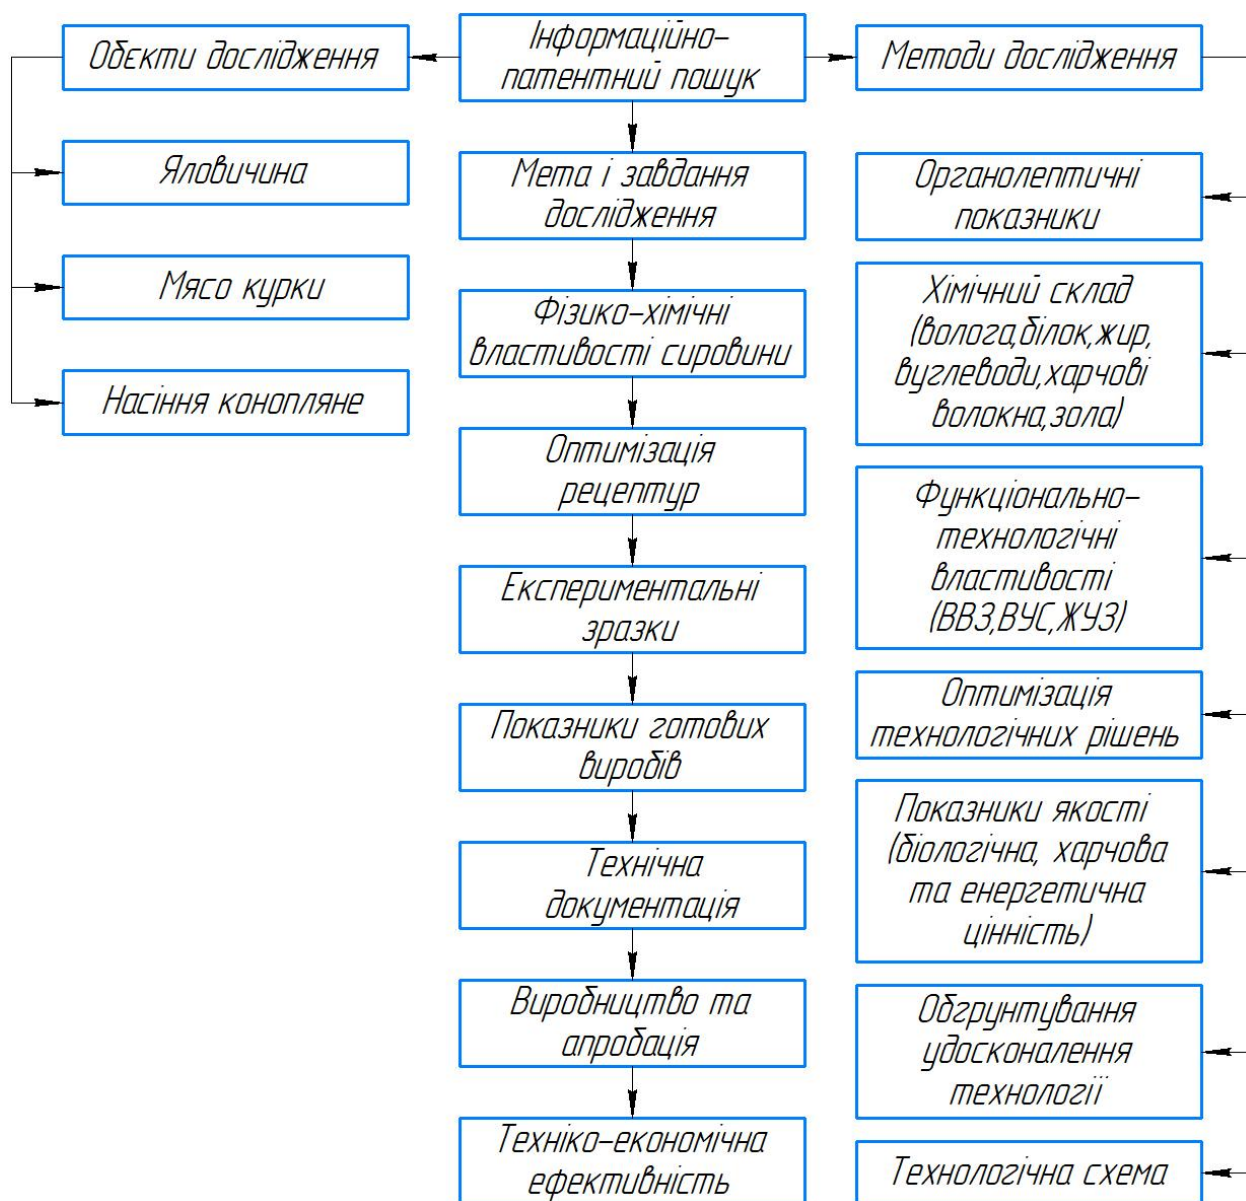 Обєкти дослідження
Інформаційно-
патентний пошук
Методи дослідження
Яловичина
Мясо курки
Насіння конопляне
Мета і завдання
дослідження
Фізико-хімічні
властивості сировини
Оптимізація
рецептур
Експериментальні
зразки
Показники готових
виробів
Технічна
документація
Виробництво та
апробація
Техніко-економічна
ефективність
Органолептичні
показники
Хімічний склад
(волога,білок,жир,
вуглеводи,харчові
волокна,зола)
Функціонально-
технологічні
властивості
(ВВЗ,ВУС,ЖУЗ)
Оптимізація
технологічних рішень
Показники якості
(біологічна, харчова
та енергетична
цінність)
Обгрунтування
удосконалення
технології
Технологічна схема